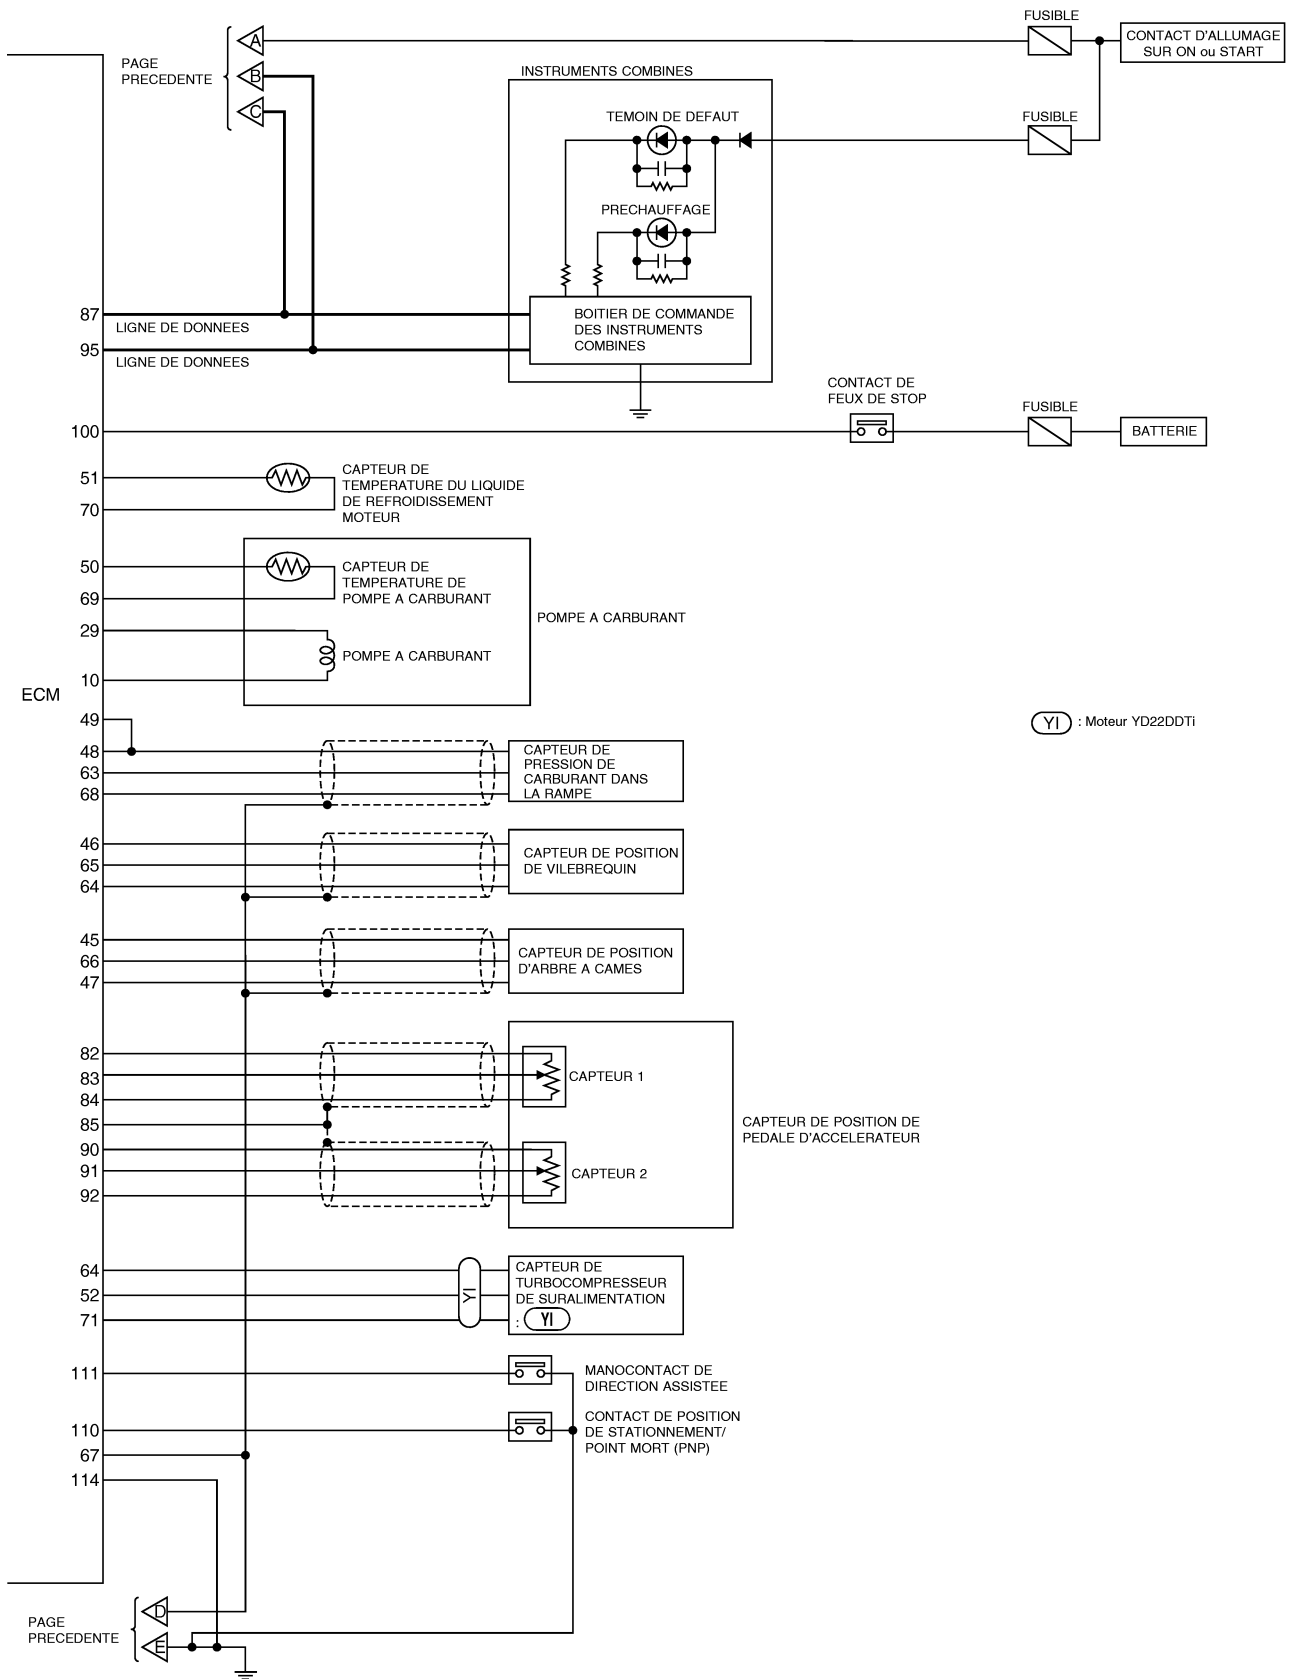 FUSIBLE
CONTACT D'ALLUMAGE
SUR ON ou START
PAGE
PRECEDENTE
A
B
C
INSTRUMENTS COMBINES
TEMOIN DE DEFAUT
FUSIBLE
PRECHAUFFAGE
BOITIER DE COMMANDE
DES INSTRUMENTS
COMBINES
87
LIGNE DE DONNEES
95
LIGNE DE DONNEES
CONTACT DE
FEUX DE STOP
FUSIBLE
BATTERIE
100
51
70
CAPTEUR DE
TEMPERATURE DU LIQUIDE
DE REFROIDISSEMENT
MOTEUR
50
69
CAPTEUR DE
TEMPERATURE DE
POMPE A CARBURANT
POMPE A CARBURANT
29
POMPE A CARBURANT
10
ECM
YI : Moteur YD22DDTi
49
48
63
68
CAPTEUR DE
PRESSION DE
CARBURANT DANS
LA RAMPE
46
65
64
CAPTEUR DE POSITION
DE VILEBREQUIN
45
66
47
CAPTEUR DE POSITION
D'ARBRE A CAMES
82
83
84
85
90
91
92
CAPTEUR 1
CAPTEUR 2
CAPTEUR DE POSITION DE
PEDALE D'ACCELERATEUR
64
52
71
YI
CAPTEUR DE
TURBOCOMPRESSEUR
DE SURALIMENTATION
: YI
111
MANOCONTACT DE
DIRECTION ASSISTEE
110
CONTACT DE POSITION
DE STATIONNEMENT/
POINT MORT (PNP)
67
114
PAGE
PRECEDENTE
D
E